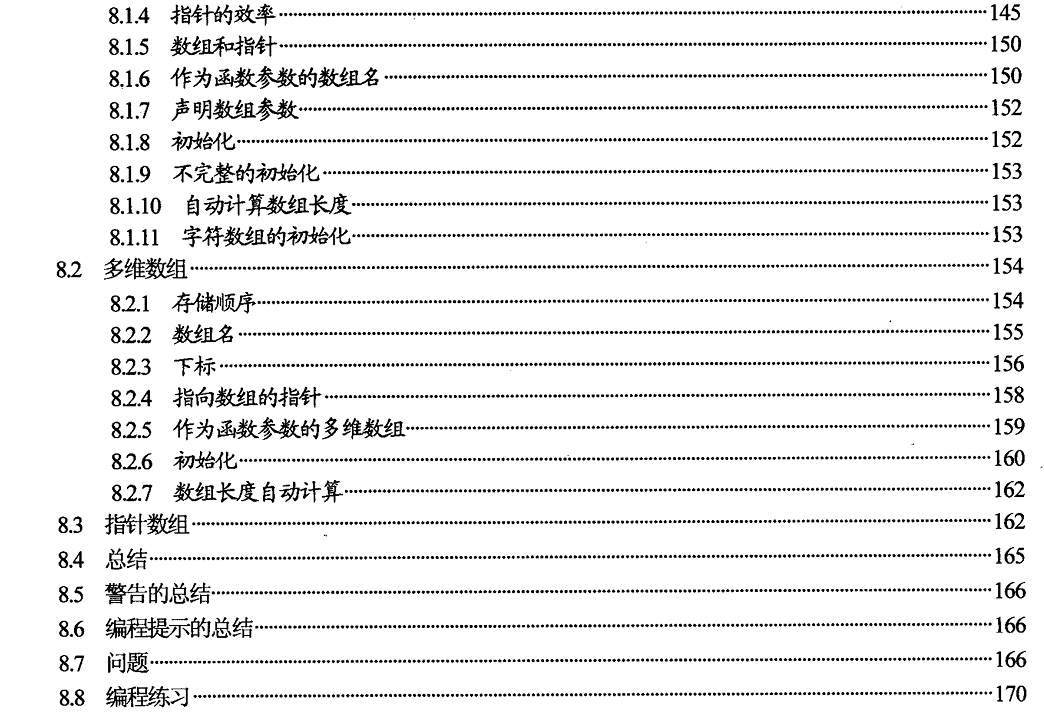 8.1.4 指针的效率 145
8.1.5 数组和指针 150
8.1.6 作为函数参数的数组名 150
8.1.7 声明数组参数 152
8.1.8 初始化 152
8.1.9 不完整的初始化 153
8.1.10 自动计算数组长度 153
8.1.11 字符数组的初始化 153
8.2 多维数组 154
8.2.1 存储顺序 154
8.2.2 数组名 155
8.2.3 下标 156
8.2.4 指向数组的指针 158
8.2.5 作为函数参数的多维数组 159
8.2.6 初始化 160
8.2.7 数组长度自动计算 162
8.3 指针数组 162
8.4 总结 165
8.5 警告的总结 166
8.6 编程提示的总结 166
8.7 问题 166
8.8 编程练习 170